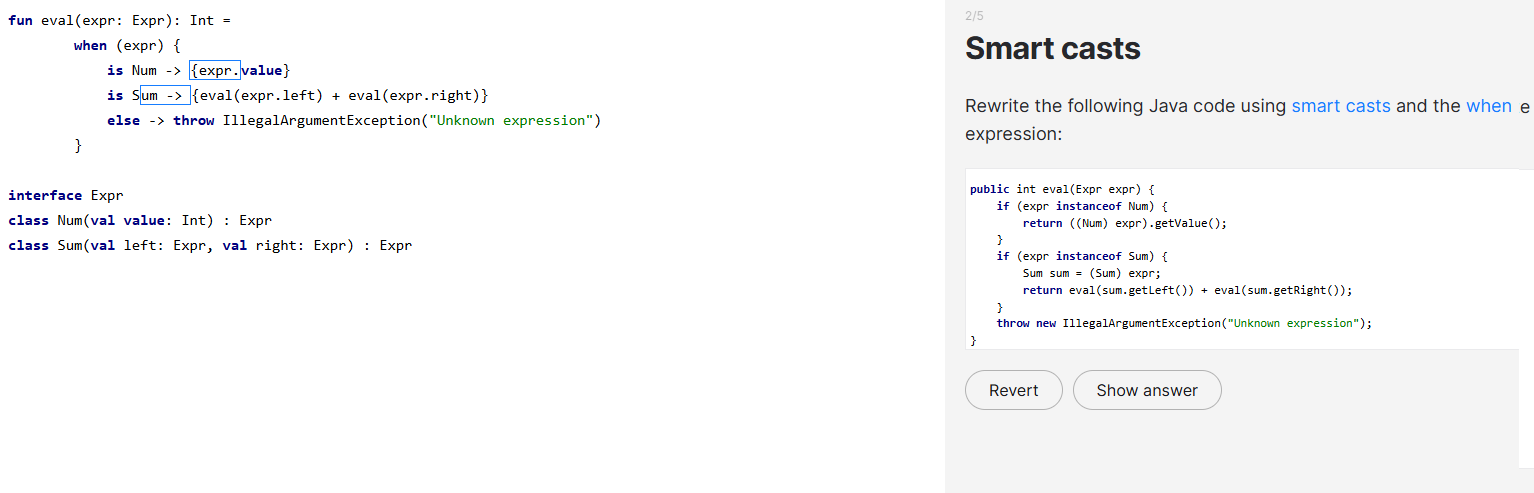 fun eval(expr: Expr): Int =
        when (expr) {
            is Num -> {expr.value}
            is Sum -> {eval(expr.left) + eval(expr.right)}
            else -> throw IllegalArgumentException("Unknown expression")
        }
interface Expr
class Num(val value: Int) : Expr
class Sum(val left: Expr, val right: Expr) : Expr
2/5
Smart casts
Rewrite the following Java code using smart casts and the when e
expression:
public int eval(Expr expr) {
    if (expr instanceof Num) {
        return ((Num) expr).getValue();
    }
    if (expr instanceof Sum) {
        Sum sum = (Sum) expr;
        return eval(sum.getLeft()) + eval(sum.getRight());
    }
    throw new IllegalArgumentException("Unknown expression");
}
Revert
Show answer